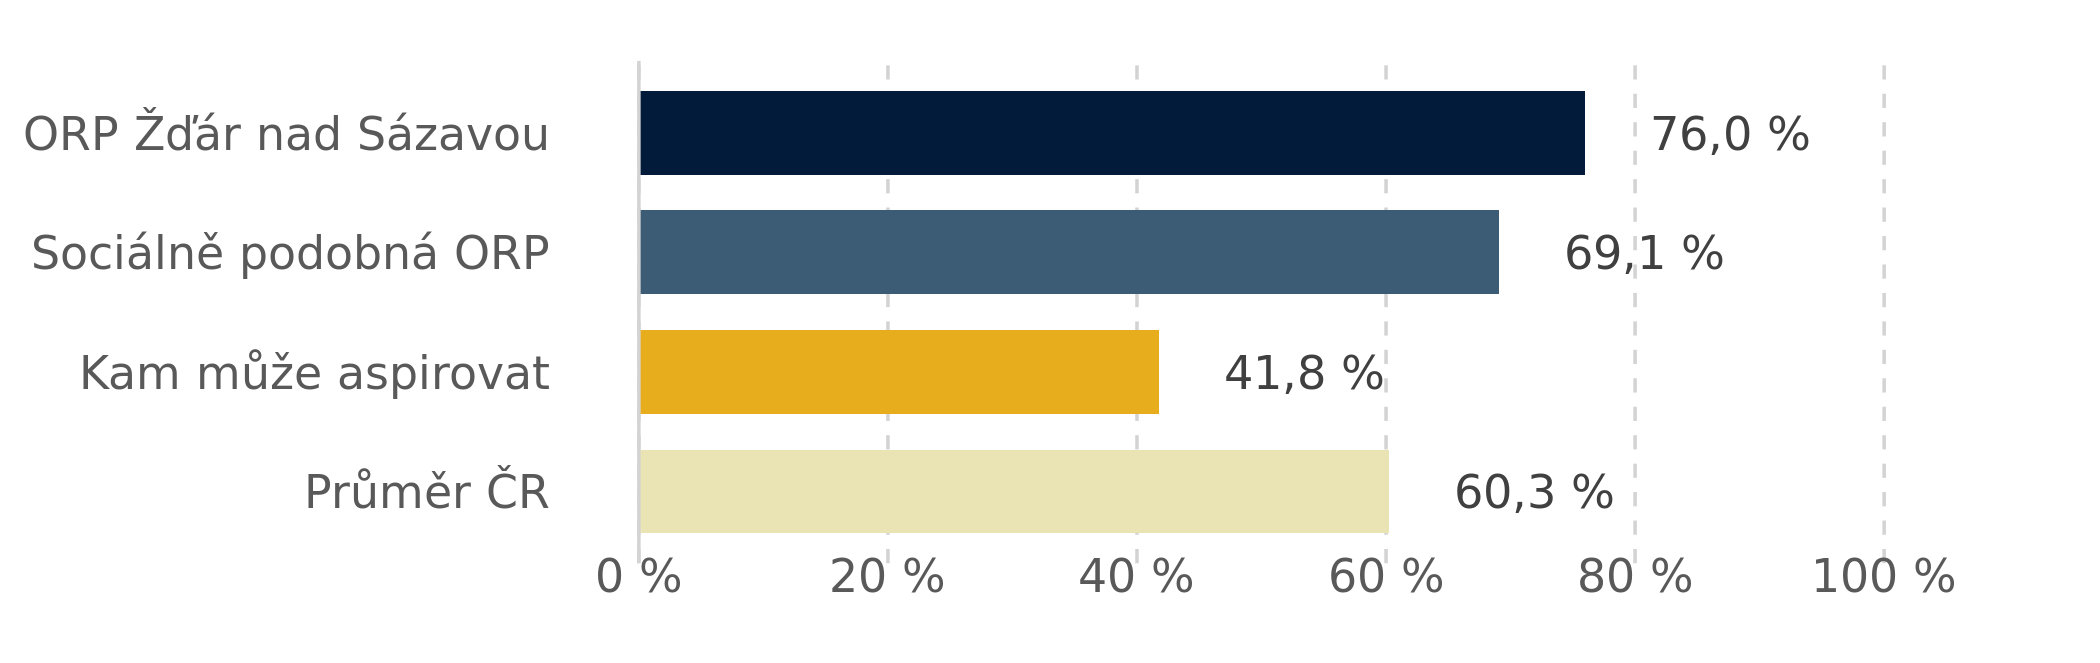 ORP Žďár nad Sázavou
76,0 %
Sociálně podobná ORP
69,1 %
Kam může aspirovat
41,8 %
Průměr ČR
60,3 %
0 % 20 % 40 % 60 % 80 % 100 %